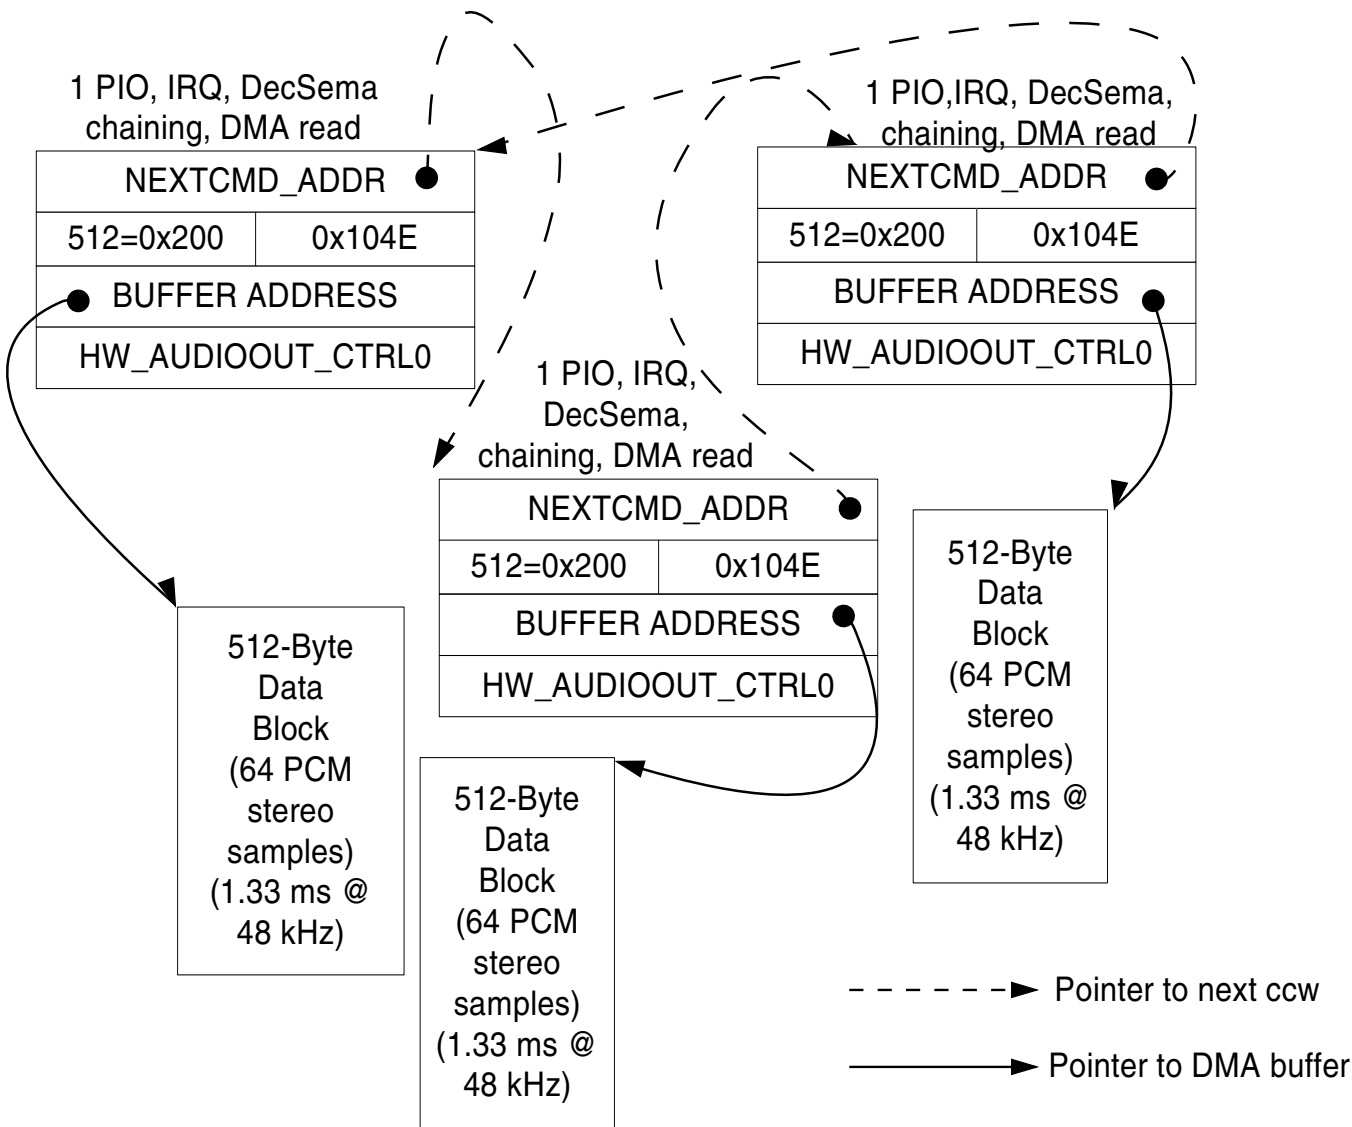 1 PIO, IRQ, DecSema
chaining, DMA read
NEXTCMD_ADDR
512=0x200 0x104E
BUFFER ADDRESS
HW_AUDIOOUT_CTRL0
1 PIO,IRQ, DecSema,
chaining, DMA read
NEXTCMD_ADDR
512=0x200 0x104E
BUFFER ADDRESS
HW_AUDIOOUT_CTRL0
1 PIO, IRQ,
DecSema,
chaining, DMA read
NEXTCMD_ADDR
512=0x200 0x104E
BUFFER ADDRESS
HW_AUDIOOUT_CTRL0
512-Byte
Data
Block
(64 PCM
stereo
samples)
(1.33 ms @
48 kHz)
512-Byte
Data
Block
(64 PCM
stereo
samples)
(1.33 ms @
48 kHz)
512-Byte
Data
Block
(64 PCM
stereo
samples)
(1.33 ms @
48 kHz)
Pointer to next ccw
Pointer to DMA buffer